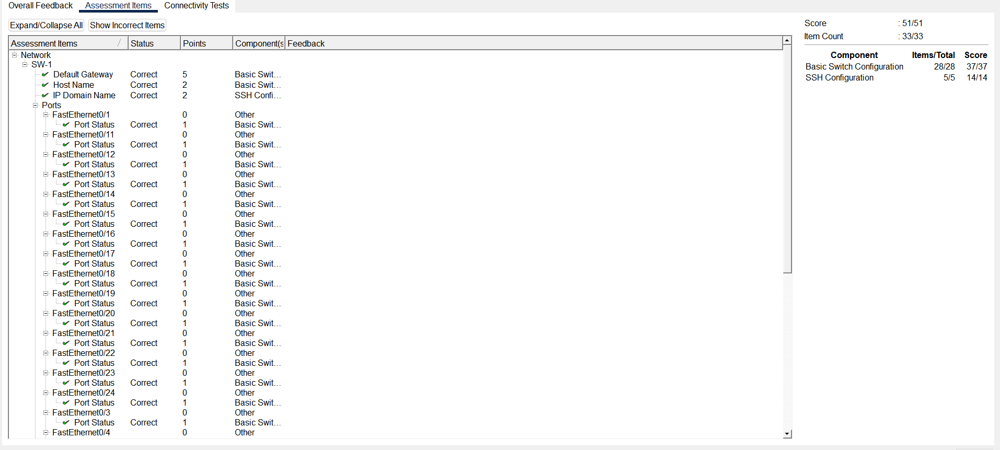 Overall Feedback Assessment Items Connectivity Tests
Expand/Collapse All Show Incorrect Items
Assessment Items Status Points Component(s Feedback
Network
SW-1
Default Gateway Correct 5 Basic Swit...
Host Name Correct 2 Basic Swit...
IP Domain Name Correct 2 SSH Confi...
Ports
FastEthernet0/1 0 Other
Port Status Correct 1 Basic Swit...
FastEthernet0/11 0 Other
Port Status Correct 1 Basic Swit...
FastEthernet0/12 0 Other
Port Status Correct 1 Basic Swit...
FastEthernet0/13 0 Other
Port Status Correct 1 Basic Swit...
FastEthernet0/14 0 Other
Port Status Correct 1 Basic Swit...
FastEthernet0/15 0 Other
Port Status Correct 1 Basic Swit...
FastEthernet0/16 0 Other
Port Status Correct 1 Basic Swit...
FastEthernet0/17 0 Other
Port Status Correct 1 Basic Swit...
FastEthernet0/18 0 Other
Port Status Correct 1 Basic Swit...
FastEthernet0/19 0 Other
Port Status Correct 1 Basic Swit...
FastEthernet0/20 0 Other
Port Status Correct 1 Basic Swit...
FastEthernet0/21 0 Other
Port Status Correct 1 Basic Swit...
FastEthernet0/22 0 Other
Port Status Correct 1 Basic Swit...
FastEthernet0/23 0 Other
Port Status Correct 1 Basic Swit...
FastEthernet0/24 0 Other
Port Status Correct 1 Basic Swit...
FastEthernet0/3 0 Other
Port Status Correct 1 Basic Swit...
FastEthernet0/4 0 Other
Score : 51/51
Item Count : 33/33
Component Items/Total Score
Basic Switch Configuration 28/28 37/37
SSH Configuration 5/5 14/14